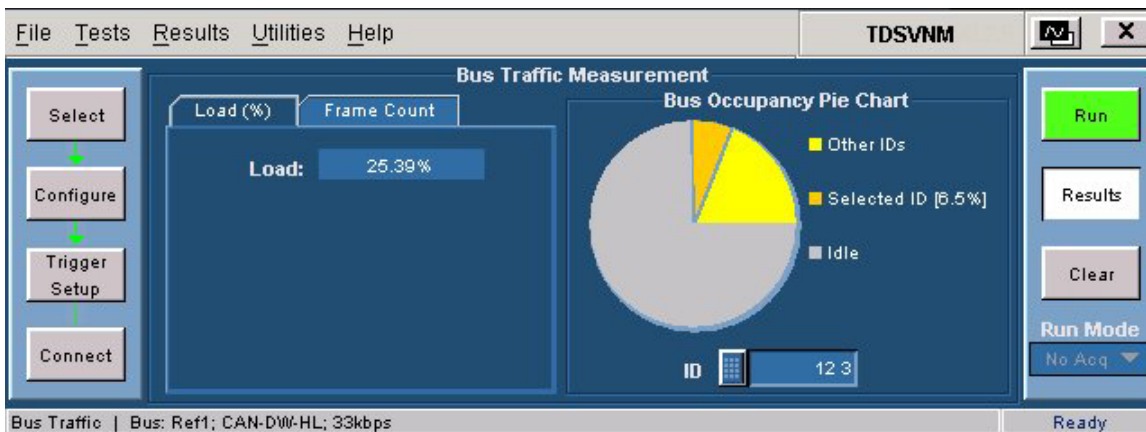 File Tests Results Utilities Help TDSVNM
Bus Traffic Measurement
Select
Configure
Trigger
Setup
Connect
Load (%) Frame Count
Load: 25.39%
Bus Occupancy Pie Chart
Other IDs
Selected ID [6.5%]
Idle
ID 12 3
Run
Results
Clear
Run Mode
No Acq
Bus Traffic | Bus: Ref1; CAN-DW-HL; 33kbps Ready